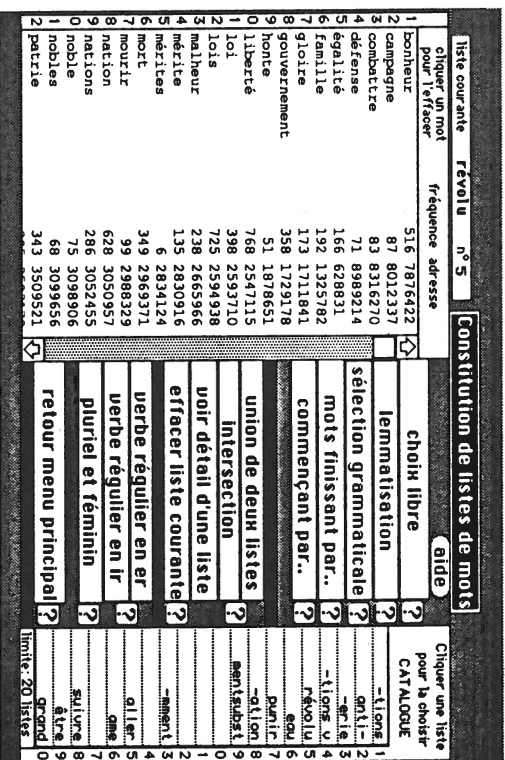 liste courante révolu n° 5
Constitution de listes de mots
cliquer un mot pour l'effacer
fréquence adresse
1 bonheur 516 7876422
2 campagne 87 8012337
3 combattre 83 8316270
4 défense 71 8989214
5 égalité 166 628831
6 famille 192 1325782
7 gloire 173 1711841
8 gouvernement 358 1729178
9 honte 51 1878651
0 liberté 768 2547115
1 loi 398 2593710
2 lois 725 2594938
3 malheur 238 2665966
4 mérite 135 2830916
5 mérites 6 2834124
6 mort 349 2969371
7 mourir 99 2988329
8 nation 628 3050957
9 nations 286 3052455
0 noble 75 3098906
1 nobles 68 3099656
2 patrie 343 3509521
aide
choix libre ?
lemmatisation ?
sélection grammaticale ?
mots finissant par.. ?
commençant par.. ?
union de deux listes
intersection ?
voir détail d'une liste
effacer liste courante ?
verbe régulier en er
verbe régulier en ir ?
pluriel et féminin ?
retour menu principal ?
Cliquer une liste
pour la choisir
CATALOGUE
-tions 1
anti- 2
-erie 3
-tions v 4
révolu 5
eau 6
punir 7
-ation 8
mentsubst 9
0
1
2
-mment 3
4
aller 5
ame 6
7
suivre 8
être 9
grand 0
limite: 20 listes